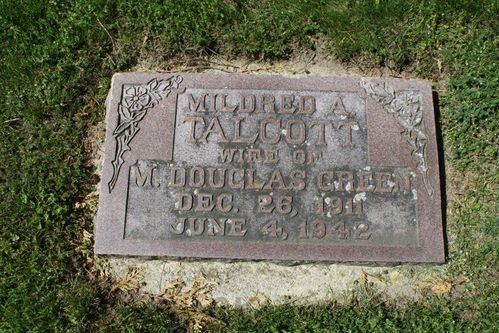 MILDRED A.
TALCOTT
WIFE OF
M. DOUGLAS GREEN
DEC. 26, 1911
JUNE 4, 1942